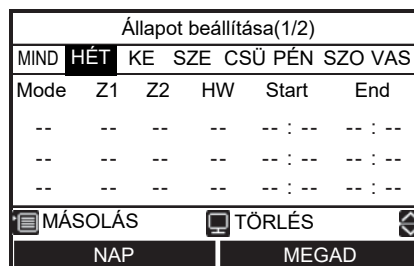 Állapot beállítása(1/2)
MIND HÉT KE SZE CSÜ PÉN SZO VAS
Mode Z1 Z2 HW Start End
-- -- -- -- -- : -- -- : --
-- -- -- -- -- : -- -- : --
-- -- -- -- -- : -- -- : --
MÁSOLÁS TÖRLÉS
NAP MEGAD